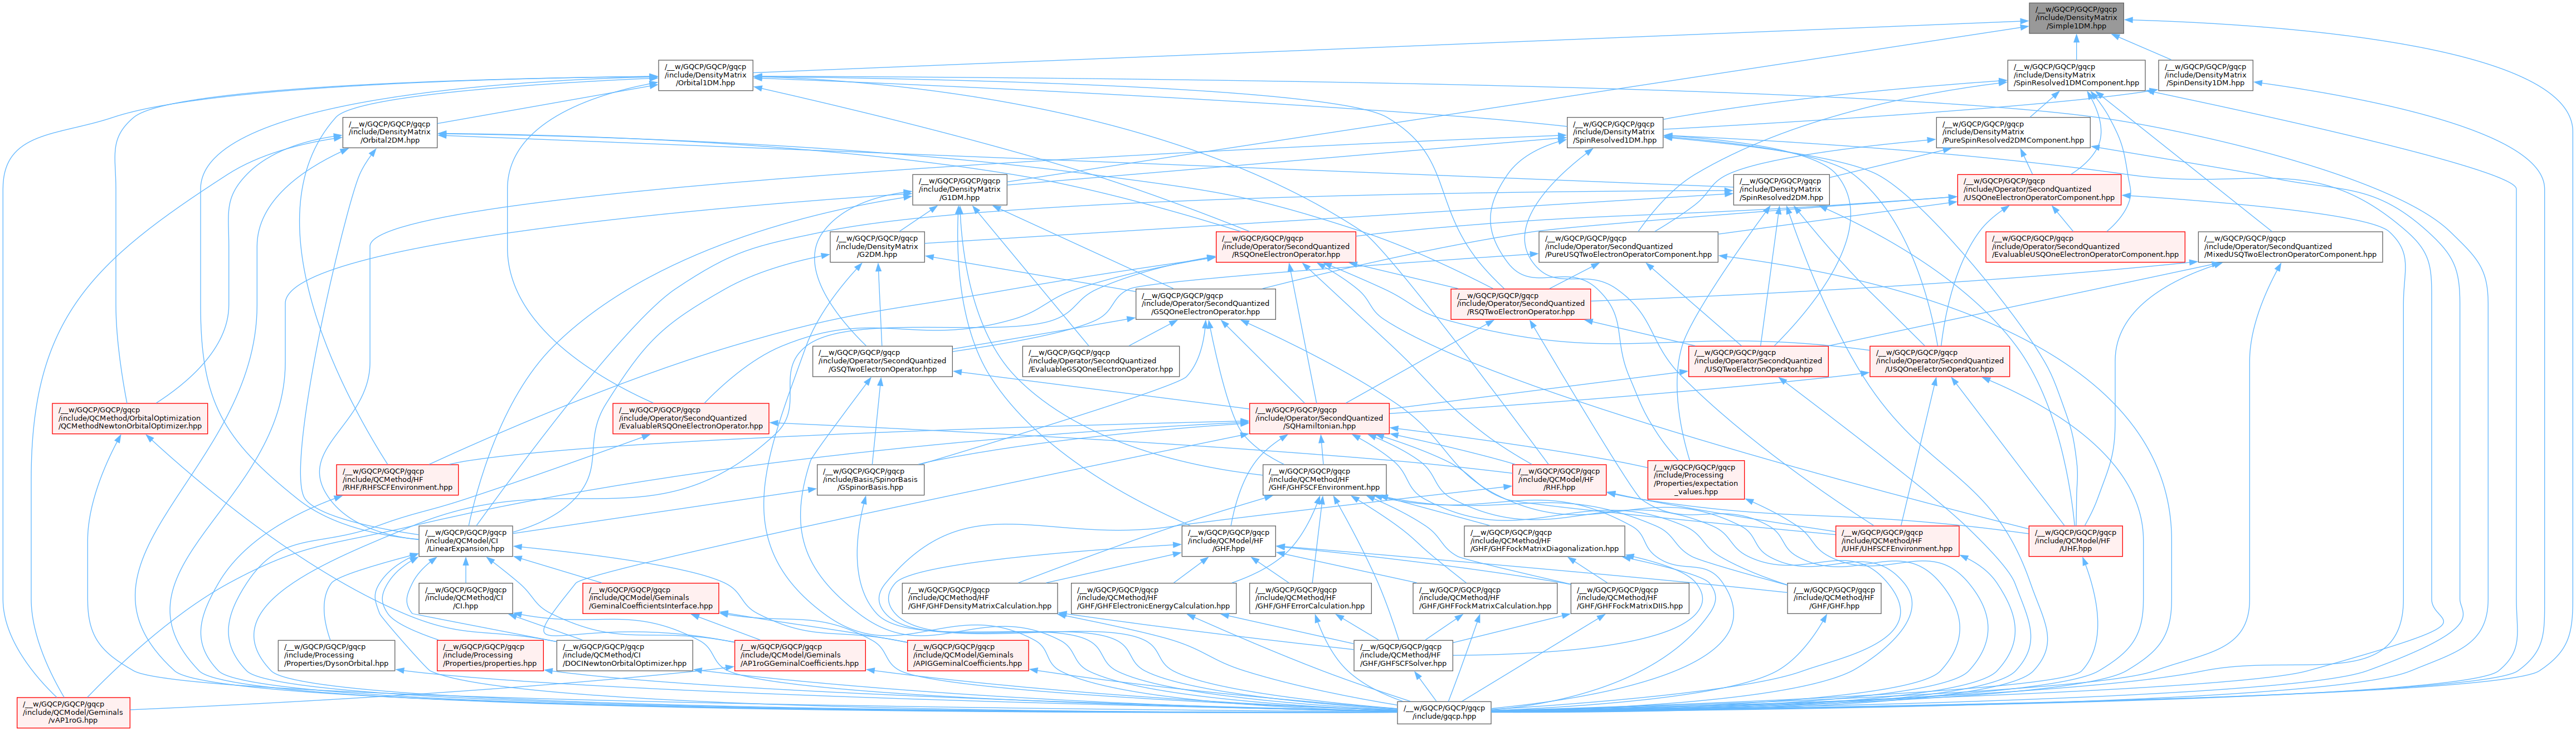 /__w/GQCP/GQCP/gqcp
/include/DensityMatrix
/Simple1DM.hpp
/__w/GQCP/GQCP/gqcp
/include/DensityMatrix
/Orbital1DM.hpp
/__w/GQCP/GQCP/gqcp
/include/DensityMatrix
/SpinResolved1DMComponent.hpp
/__w/GQCP/GQCP/gqcp
/include/DensityMatrix
/SpinDensity1DM.hpp
/__w/GQCP/GQCP/gqcp
/include/DensityMatrix
/Orbital2DM.hpp
/__w/GQCP/GQCP/gqcp
/include/DensityMatrix
/SpinResolved1DM.hpp
/__w/GQCP/GQCP/gqcp
/include/DensityMatrix
/PureSpinResolved2DMComponent.hpp
/__w/GQCP/GQCP/gqcp
/include/DensityMatrix
/G1DM.hpp
/__w/GQCP/GQCP/gqcp
/include/DensityMatrix
/SpinResolved2DM.hpp
/__w/GQCP/GQCP/gqcp
/include/Operator/SecondQuantized
/USQOneElectronOperatorComponent.hpp
/__w/GQCP/GQCP/gqcp
/include/DensityMatrix
/G2DM.hpp
/__w/GQCP/GQCP/gqcp
/include/Operator/SecondQuantized
/RSQOneElectronOperator.hpp
/__w/GQCP/GQCP/gqcp
/include/Operator/SecondQuantized
/PureUSQTwoElectronOperatorComponent.hpp
/__w/GQCP/GQCP/gqcp
/include/Operator/SecondQuantized
/EvaluableUSQOneElectronOperatorComponent.hpp
/__w/GQCP/GQCP/gqcp
/include/Operator/SecondQuantized
/MixedUSQTwoElectronOperatorComponent.hpp
/__w/GQCP/GQCP/gqcp
/include/Operator/SecondQuantized
/GSQOneElectronOperator.hpp
/__w/GQCP/GQCP/gqcp
/include/Operator/SecondQuantized
/RSQTwoElectronOperator.hpp
/__w/GQCP/GQCP/gqcp
/include/Operator/SecondQuantized
/GSQTwoElectronOperator.hpp
/__w/GQCP/GQCP/gqcp
/include/Operator/SecondQuantized
/EvaluableGSQOneElectronOperator.hpp
/__w/GQCP/GQCP/gqcp
/include/Operator/SecondQuantized
/USQTwoElectronOperator.hpp
/__w/GQCP/GQCP/gqcp
/include/Operator/SecondQuantized
/USQOneElectronOperator.hpp
/__w/GQCP/GQCP/gqcp
/include/QCMethod/OrbitalOptimization
/QCMethodNewtonOrbitalOptimizer.hpp
/__w/GQCP/GQCP/gqcp
/include/Operator/SecondQuantized
/EvaluableRSQOneElectronOperator.hpp
/__w/GQCP/GQCP/gqcp
/include/Operator/SecondQuantized
/SQHamiltonian.hpp
/__w/GQCP/GQCP/gqcp
/include/QCMethod/HF
/RHF/RHFSCFEnvironment.hpp
/__w/GQCP/GQCP/gqcp
/include/Basis/SpinorBasis
/GSpinorBasis.hpp
/__w/GQCP/GQCP/gqcp
/include/QCMethod/HF
/GHF/GHFSCFEnvironment.hpp
/__w/GQCP/GQCP/gqcp
/include/QCModel/HF
/RHF.hpp
/__w/GQCP/GQCP/gqcp
/include/Processing
/Properties/expectation
_values.hpp
/__w/GQCP/GQCP/gqcp
/include/QCModel/CI
/LinearExpansion.hpp
/__w/GQCP/GQCP/gqcp
/include/QCModel/HF
/GHF.hpp
/__w/GQCP/GQCP/gqcp
/include/QCMethod/HF
/GHF/GHFFockMatrixDiagonalization.hpp
/__w/GQCP/GQCP/gqcp
/include/QCMethod/HF
/UHF/UHFSCFEnvironment.hpp
/__w/GQCP/GQCP/gqcp
/include/QCModel/HF
/UHF.hpp
/__w/GQCP/GQCP/gqcp
/include/QCMethod/CI
/CI.hpp
/__w/GQCP/GQCP/gqcp
/include/QCModel/Geminals
/GeminalCoefficientsInterface.hpp
/__w/GQCP/GQCP/gqcp
/include/QCMethod/HF
/GHF/GHFDensityMatrixCalculation.hpp
/__w/GQCP/GQCP/gqcp
/include/QCMethod/HF
/GHF/GHFElectronicEnergyCalculation.hpp
/__w/GQCP/GQCP/gqcp
/include/QCMethod/HF
/GHF/GHFErrorCalculation.hpp
/__w/GQCP/GQCP/gqcp
/include/QCMethod/HF
/GHF/GHFFockMatrixCalculation.hpp
/__w/GQCP/GQCP/gqcp
/include/QCMethod/HF
/GHF/GHFFockMatrixDIIS.hpp
/__w/GQCP/GQCP/gqcp
/include/QCMethod/HF
/GHF/GHF.hpp
/__w/GQCP/GQCP/gqcp
/include/Processing
/Properties/DysonOrbital.hpp
/__w/GQCP/GQCP/gqcp
/include/Processing
/Properties/properties.hpp
/__w/GQCP/GQCP/gqcp
/include/QCMethod/CI
/DOCINewtonOrbitalOptimizer.hpp
/__w/GQCP/GQCP/gqcp
/include/QCModel/Geminals
/AP1roGGeminalCoefficients.hpp
/__w/GQCP/GQCP/gqcp
/include/QCModel/Geminals
/APIGGeminalCoefficients.hpp
/__w/GQCP/GQCP/gqcp
/include/QCMethod/HF
/GHF/GHFSCFSolver.hpp
/__w/GQCP/GQCP/gqcp
/include/QCModel/Geminals
/vAP1roG.hpp
/__w/GQCP/GQCP/gqcp
/include/gqcp.hpp